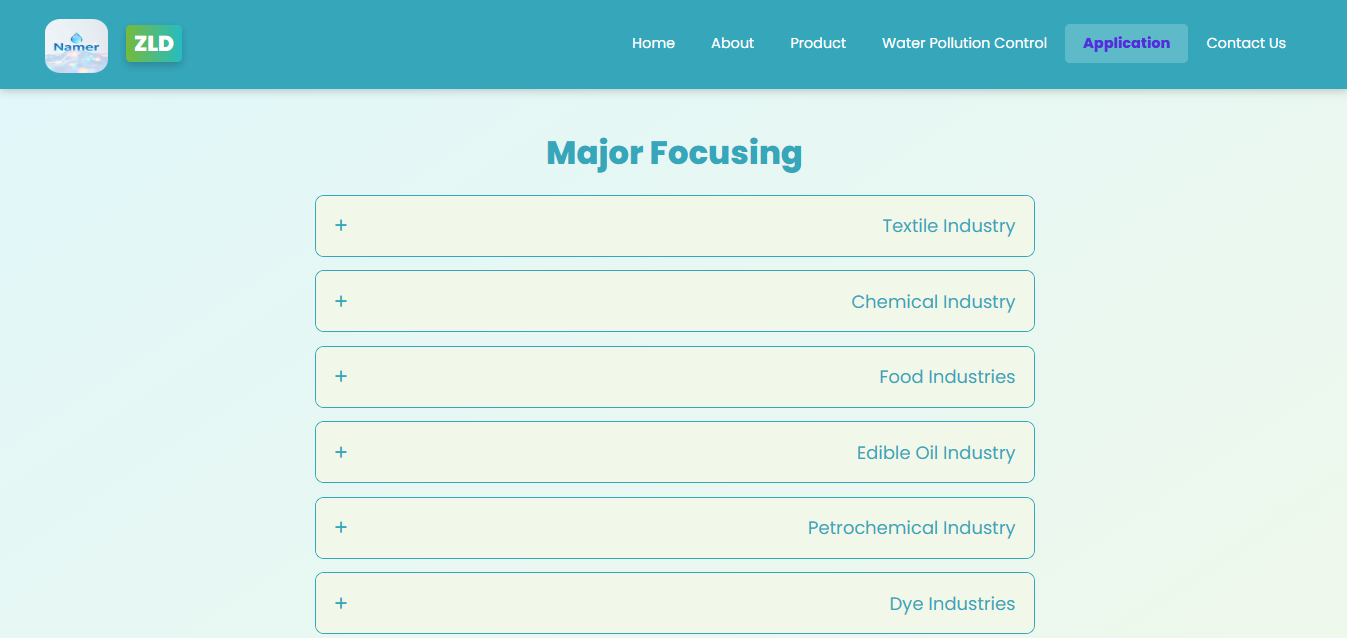 Namer
ZLD
Home
About
Product
Water Pollution Control
Application
Contact Us
Major Focusing
+ Textile Industry
+ Chemical Industry
+ Food Industries
+ Edible Oil Industry
+ Petrochemical Industry
+ Dye Industries